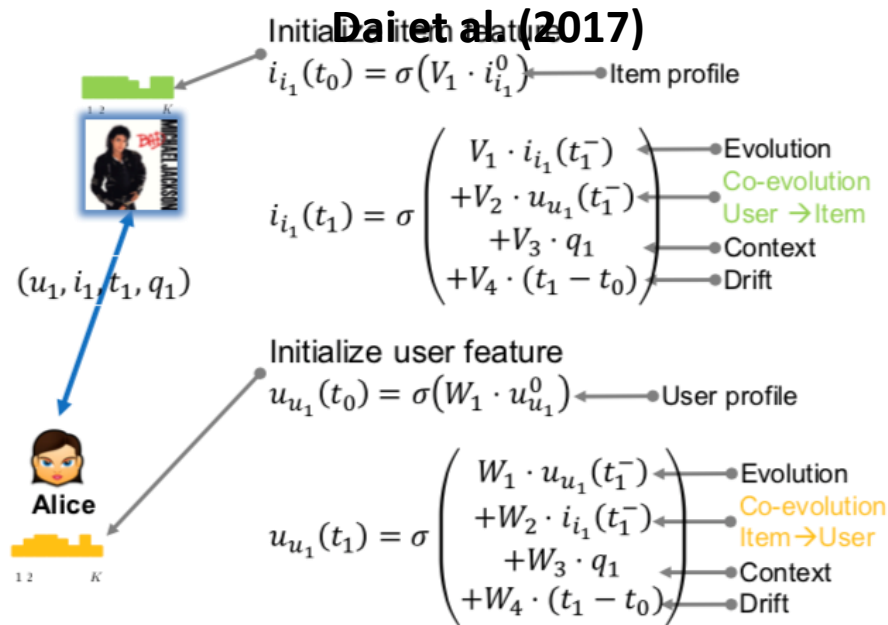 Dai et al. (2017)
Initialize item feature
i_{i_1}(t_0) = σ(V_1 · i^0_{i_1})
Item profile
1 2 K
BAD
MICHAEL JACKSON
i_{i_1}(t_1) = σ
V_1 · i_{i_1}(t_1^-)
Evolution
+V_2 · u_{u_1}(t_1^-)
Co-evolution
User →Item
+V_3 · q_1
Context
+V_4 · (t_1 − t_0)
Drift
(u_1, i_1, t_1, q_1)
Initialize user feature
u_{u_1}(t_0) = σ(W_1 · u^0_{u_1})
User profile
Alice
1 2 K
u_{u_1}(t_1) = σ
W_1 · u_{u_1}(t_1^-)
Evolution
+W_2 · i_{i_1}(t_1^-)
Co-evolution
Item→User
+W_3 · q_1
Context
+W_4 · (t_1 − t_0)
Drift